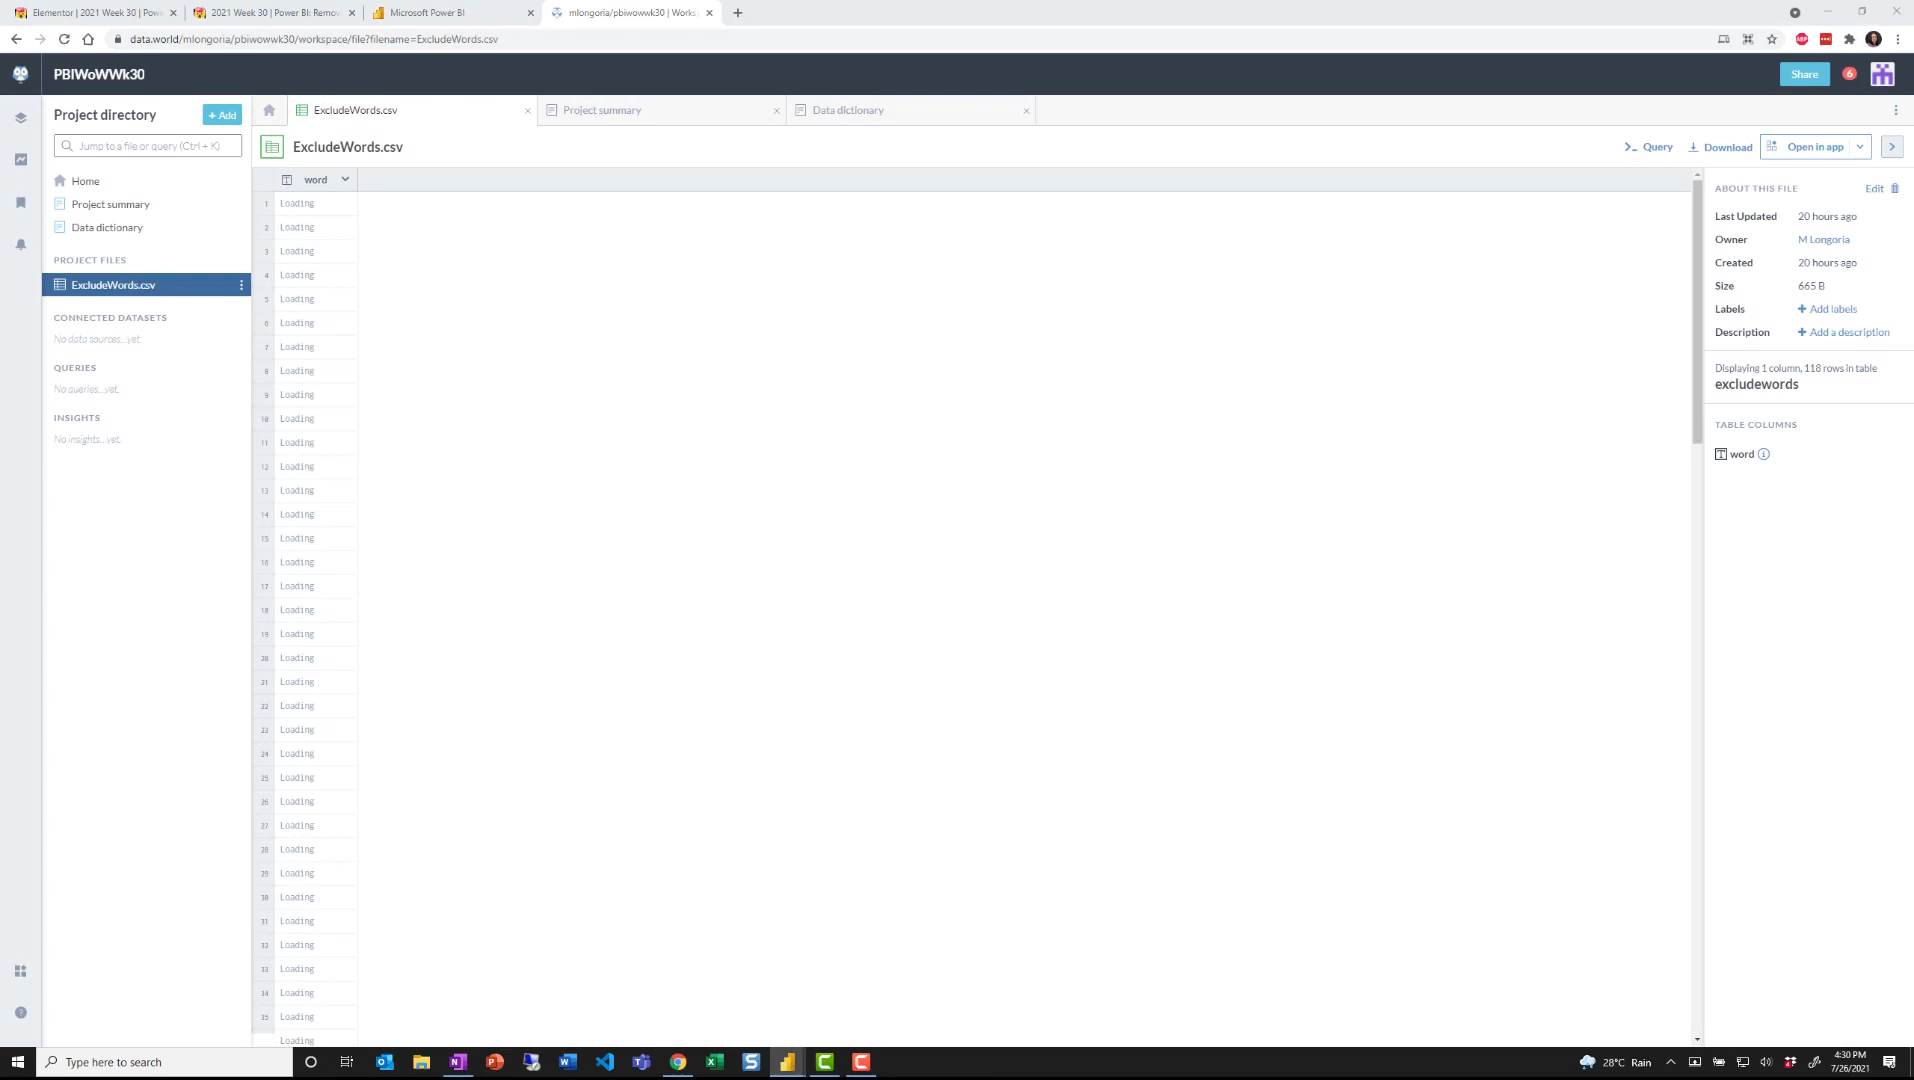 Elementor | 2021 Week 30 | Powe
2021 Week 30 | Power BI: Remov
Microsoft Power BI
mlongoria/pbiwowwk30 | Works
data.world/mlongoria/pbiwowwk30/workspace/file?filename=ExcludeWords.csv
PBIWoWWk30
Share
6
Project directory
+ Add
ExcludeWords.csv
Project summary
Data dictionary
Jump to a file or query (Ctrl + K)
ExcludeWords.csv
Query
Download
Open in app
Home
Project summary
Data dictionary
PROJECT FILES
ExcludeWords.csv
CONNECTED DATASETS
No data sources...yet.
QUERIES
No queries...yet.
INSIGHTS
No insights...yet.
word
1 Loading
2 Loading
3 Loading
4 Loading
5 Loading
6 Loading
7 Loading
8 Loading
9 Loading
10 Loading
11 Loading
12 Loading
13 Loading
14 Loading
15 Loading
16 Loading
17 Loading
18 Loading
19 Loading
20 Loading
21 Loading
22 Loading
23 Loading
24 Loading
25 Loading
26 Loading
27 Loading
28 Loading
29 Loading
30 Loading
31 Loading
32 Loading
33 Loading
34 Loading
35 Loading
Loading
ABOUT THIS FILE
Edit
Last Updated 20 hours ago
Owner M Longoria
Created 20 hours ago
Size 665 B
Labels + Add labels
Description + Add a description
Displaying 1 column, 118 rows in table
excludewords
TABLE COLUMNS
word
Type here to search
28°C Rain
4:30 PM
7/26/2021